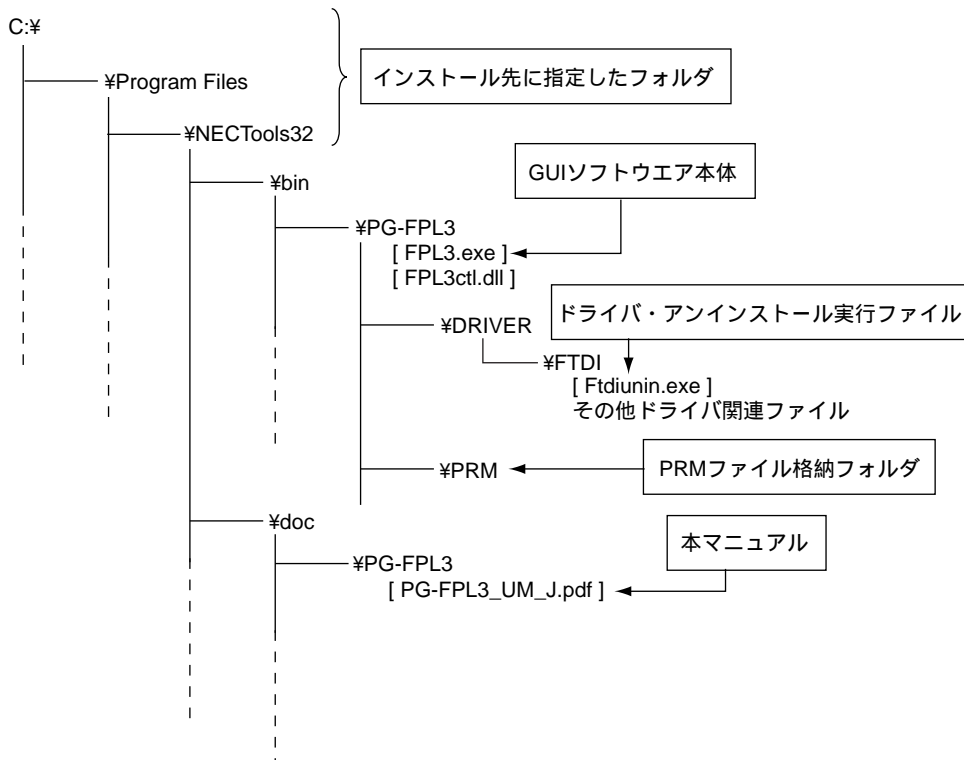 C:¥
¥Program Files
インストール先に指定したフォルダ
¥NECTools32
GUIソフトウエア本体
¥bin
¥PG-FPL3
[ FPL3.exe ]
[ FPL3ctl.dll ]
ドライバ・アンインストール実行ファイル
¥DRIVER
¥FTDI
[ Ftdiunin.exe ]
その他ドライバ関連ファイル
¥PRM
PRMファイル格納フォルダ
¥doc
本マニュアル
¥PG-FPL3
[ PG-FPL3_UM_J.pdf ]